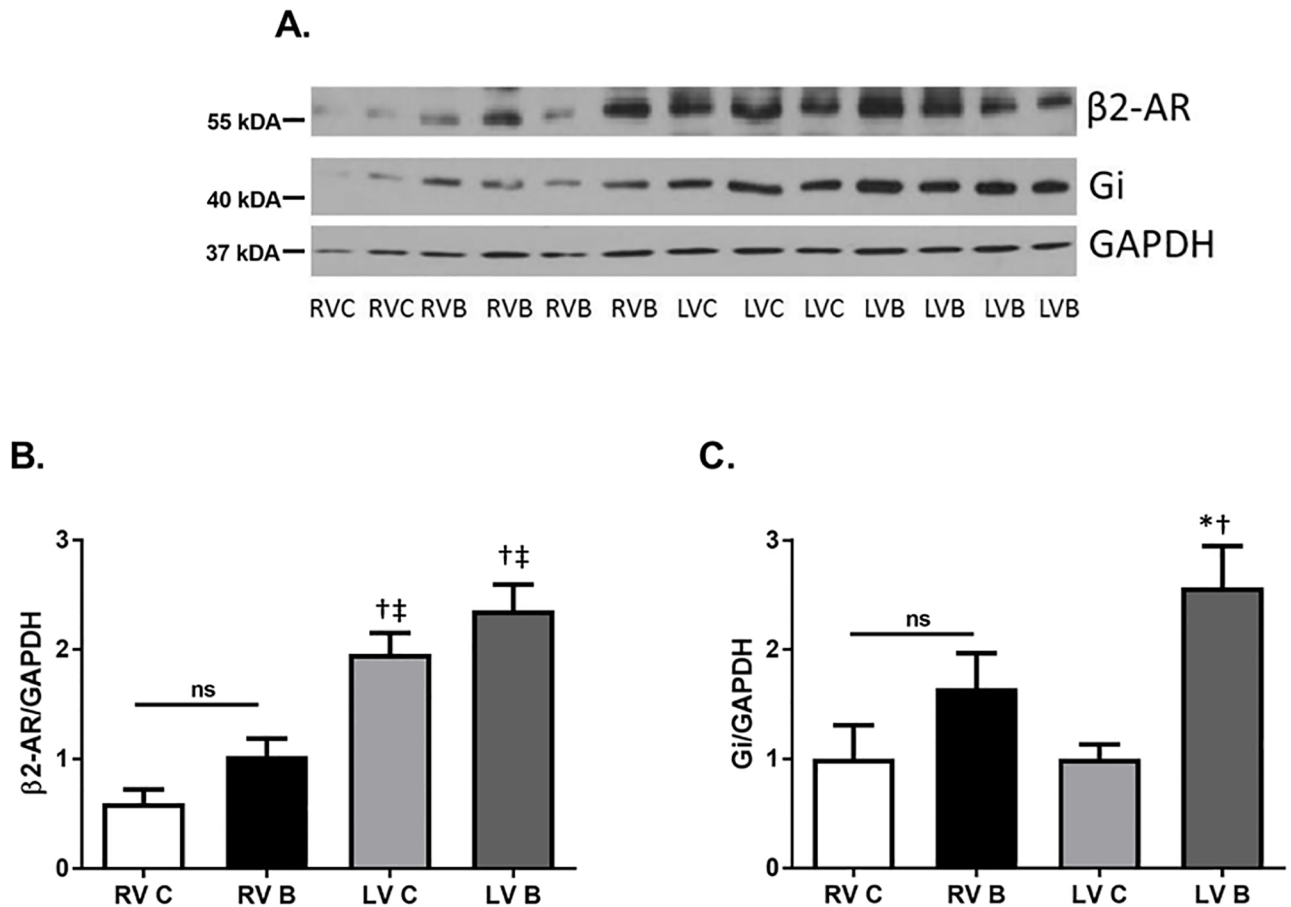 A.
55 kDA
β2-AR
40 kDA
Gi
37 kDA
GAPDH
RVC RVC RVB RVB RVB RVB LVC LVC LVC LVB LVB LVB LVB
B.
β2-AR/GAPDH
3
2
1
0
ns
†‡
†‡
RV C RV B LV C LV B
C.
Gi/GAPDH
3
2
1
0
ns
*†
RV C RV B LV C LV B